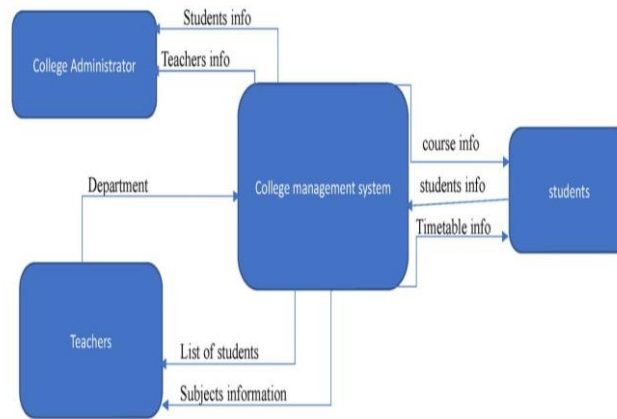 Students info
College Administrator
Teachers info
course info
Department
College management system
students info
students
Timetable info
Teachers
List of students
Subjects information